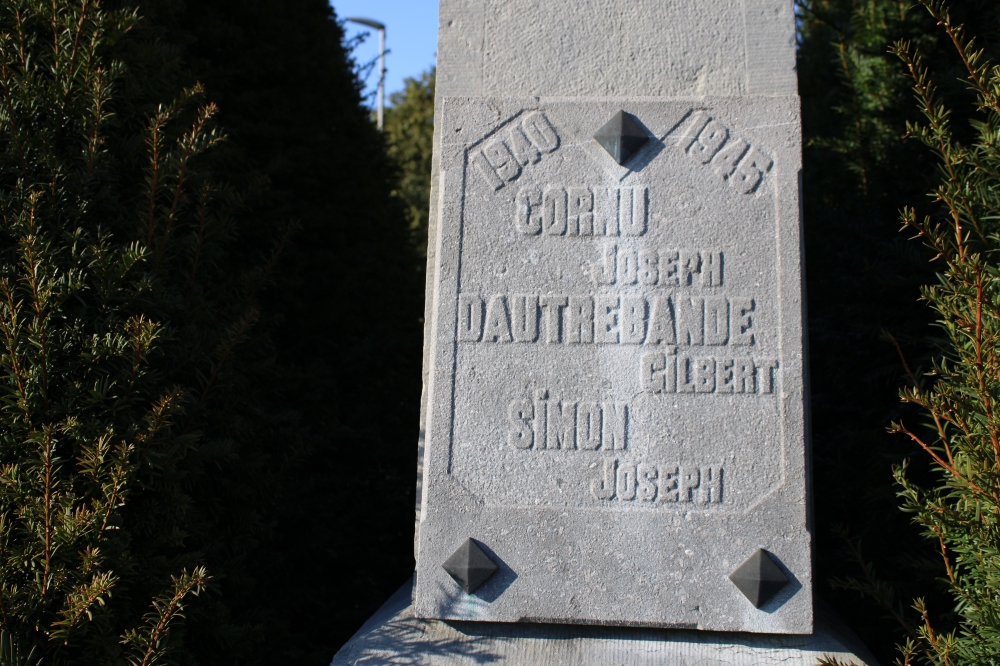 1940 1945
CORNU
JOSEPH
DAUTREBANDE
GILBERT
SIMON
JOSEPH